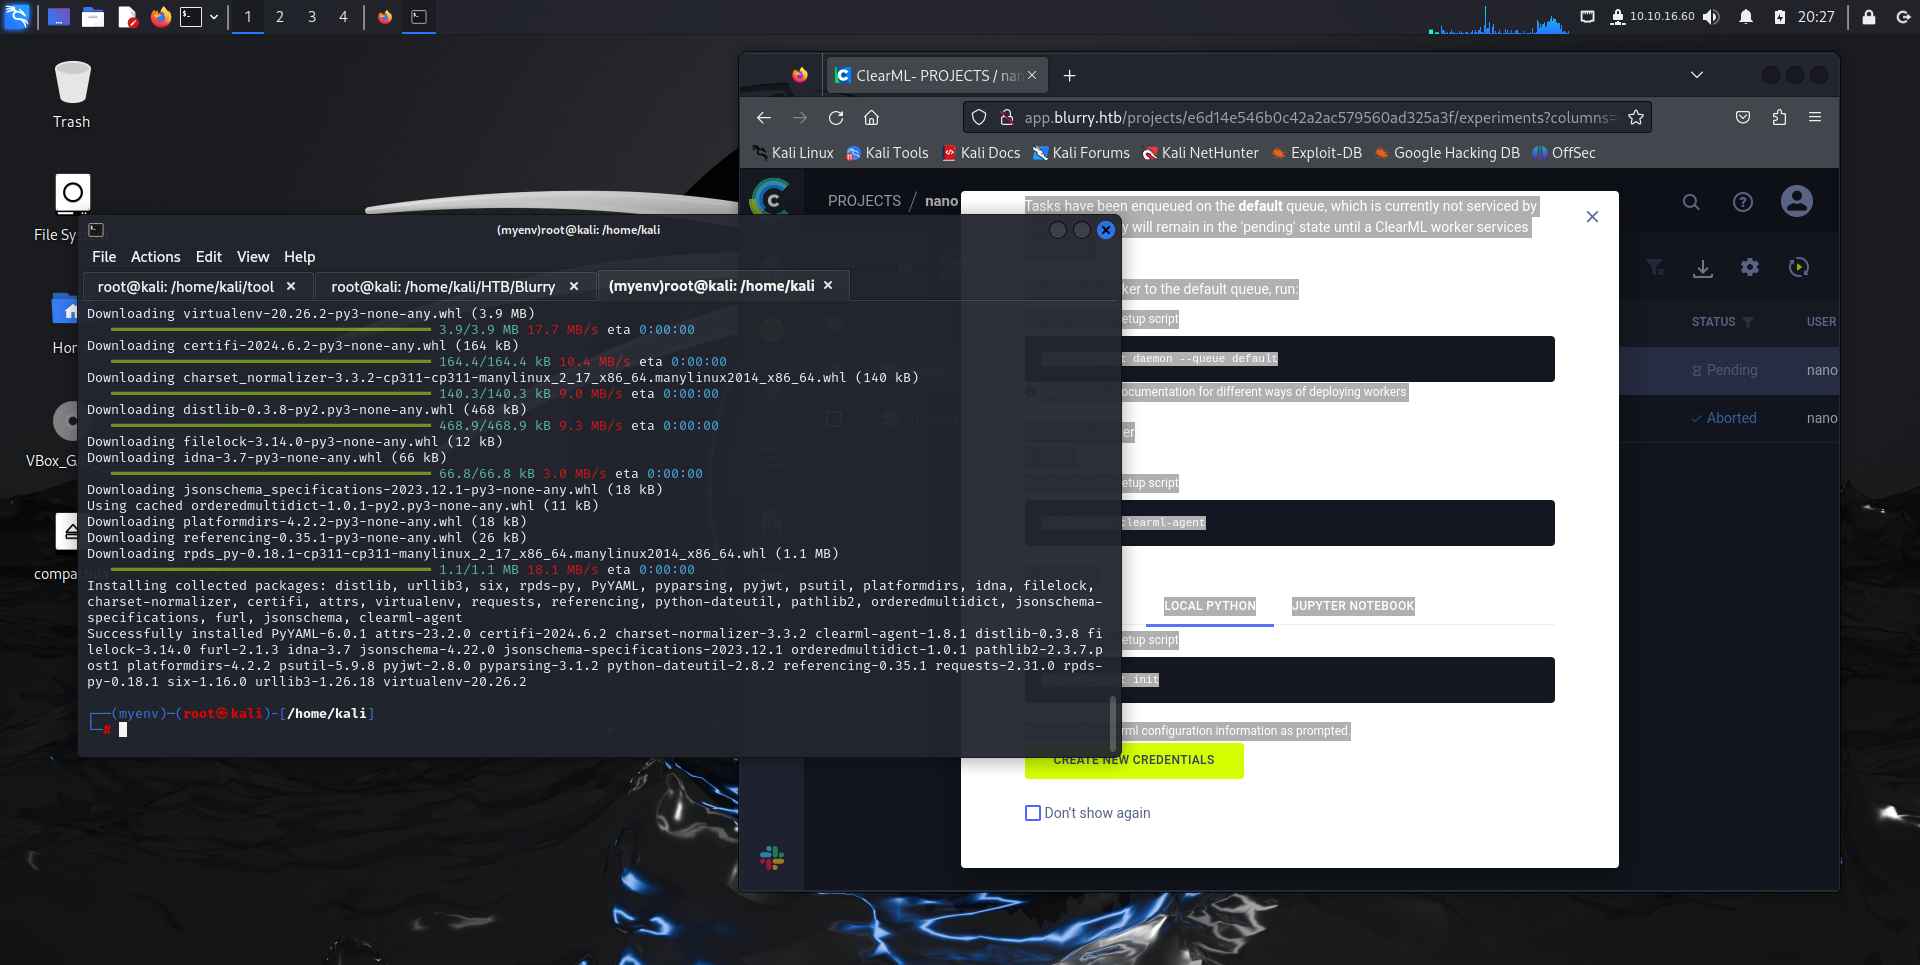 1 2 3 4
10.10.16.60
20:27
Trash
File Sys
Hor
VBox_G
compartida
ClearML- PROJECTS / nan
app.blurry.htb/projects/e6d14e546b0c42a2ac579560ad325a3f/experiments?columns=
Kali Linux Kali Tools Kali Docs Kali Forums Kali NetHunter Exploit-DB Google Hacking DB OffSec
PROJECTS / nano
STATUS USER
Pending nano
Training Aborted nano
Tasks have been enqueued on the default queue, which is currently not serviced by
y will remain in the 'pending' state until a ClearML worker services
ker to the default queue, run:
etup script
t daemon --queue default
ocumentation for different ways of deploying workers
er
etup script
clearml-agent
LOCAL PYTHON JUPYTER NOTEBOOK
etup script
t init
rml configuration information as prompted.
CREATE NEW CREDENTIALS
Don't show again
(myenv)root@kali: /home/kali
File Actions Edit View Help
root@kali: /home/kali/tool root@kali: /home/kali/HTB/Blurry (myenv)root@kali: /home/kali
Downloading virtualenv-20.26.2-py3-none-any.whl (3.9 MB)
3.9/3.9 MB 17.7 MB/s eta 0:00:00
Downloading certifi-2024.6.2-py3-none-any.whl (164 kB)
164.4/164.4 kB 10.4 MB/s eta 0:00:00
Downloading charset_normalizer-3.3.2-cp311-cp311-manylinux_2_17_x86_64.manylinux2014_x86_64.whl (140 kB)
140.3/140.3 kB 9.0 MB/s eta 0:00:00
Downloading distlib-0.3.8-py2.py3-none-any.whl (468 kB)
468.9/468.9 kB 9.3 MB/s eta 0:00:00
Downloading filelock-3.14.0-py3-none-any.whl (12 kB)
Downloading idna-3.7-py3-none-any.whl (66 kB)
66.8/66.8 kB 3.0 MB/s eta 0:00:00
Downloading jsonschema_specifications-2023.12.1-py3-none-any.whl (18 kB)
Using cached orderedmultidict-1.0.1-py2.py3-none-any.whl (11 kB)
Downloading platformdirs-4.2.2-py3-none-any.whl (18 kB)
Downloading referencing-0.35.1-py3-none-any.whl (26 kB)
Downloading rpds_py-0.18.1-cp311-cp311-manylinux_2_17_x86_64.manylinux2014_x86_64.whl (1.1 MB)
1.1/1.1 MB 18.1 MB/s eta 0:00:00
Installing collected packages: distlib, urllib3, six, rpds-py, PyYAML, pyparsing, pyjwt, psutil, platformdirs, idna, filelock,
charset-normalizer, certifi, attrs, virtualenv, requests, referencing, python-dateutil, pathlib2, orderedmultidict, jsonschema-
specifications, furl, jsonschema, clearml-agent
Successfully installed PyYAML-6.0.1 attrs-23.2.0 certifi-2024.6.2 charset-normalizer-3.3.2 clearml-agent-1.8.1 distlib-0.3.8 fi
lelock-3.14.0 furl-2.1.3 idna-3.7 jsonschema-4.22.0 jsonschema-specifications-2023.12.1 orderedmultidict-1.0.1 pathlib2-2.3.7.p
ost1 platformdirs-4.2.2 psutil-5.9.8 pyjwt-2.8.0 pyparsing-3.1.2 python-dateutil-2.8.2 referencing-0.35.1 requests-2.31.0 rpds-
py-0.18.1 six-1.16.0 urllib3-1.26.18 virtualenv-20.26.2
(myenv)-(root㉿kali)-[/home/kali]
#